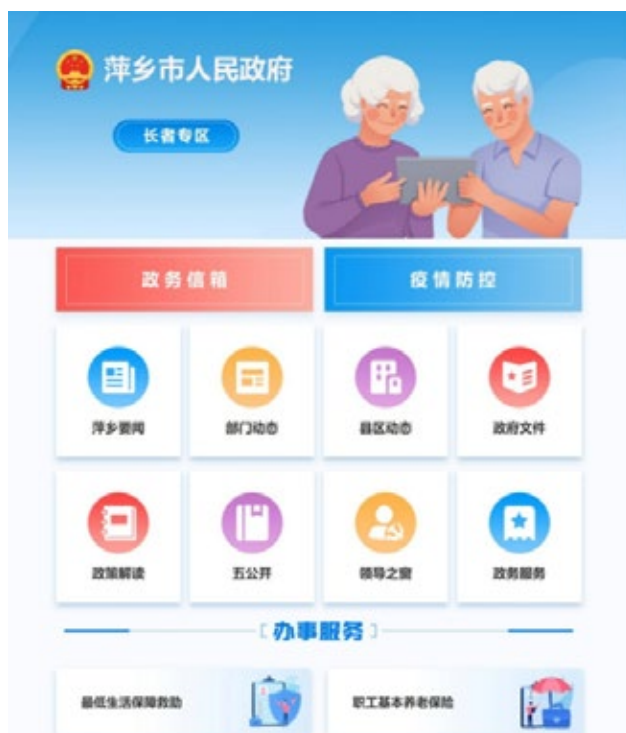 萍乡市人民政府
长者专区
政务信箱
疫情防控
萍乡要闻
部门动态
县区动态
政府文件
政策解读
五公开
领导之窗
政务服务
办事服务
最低生活保障救助
职工基本养老保险